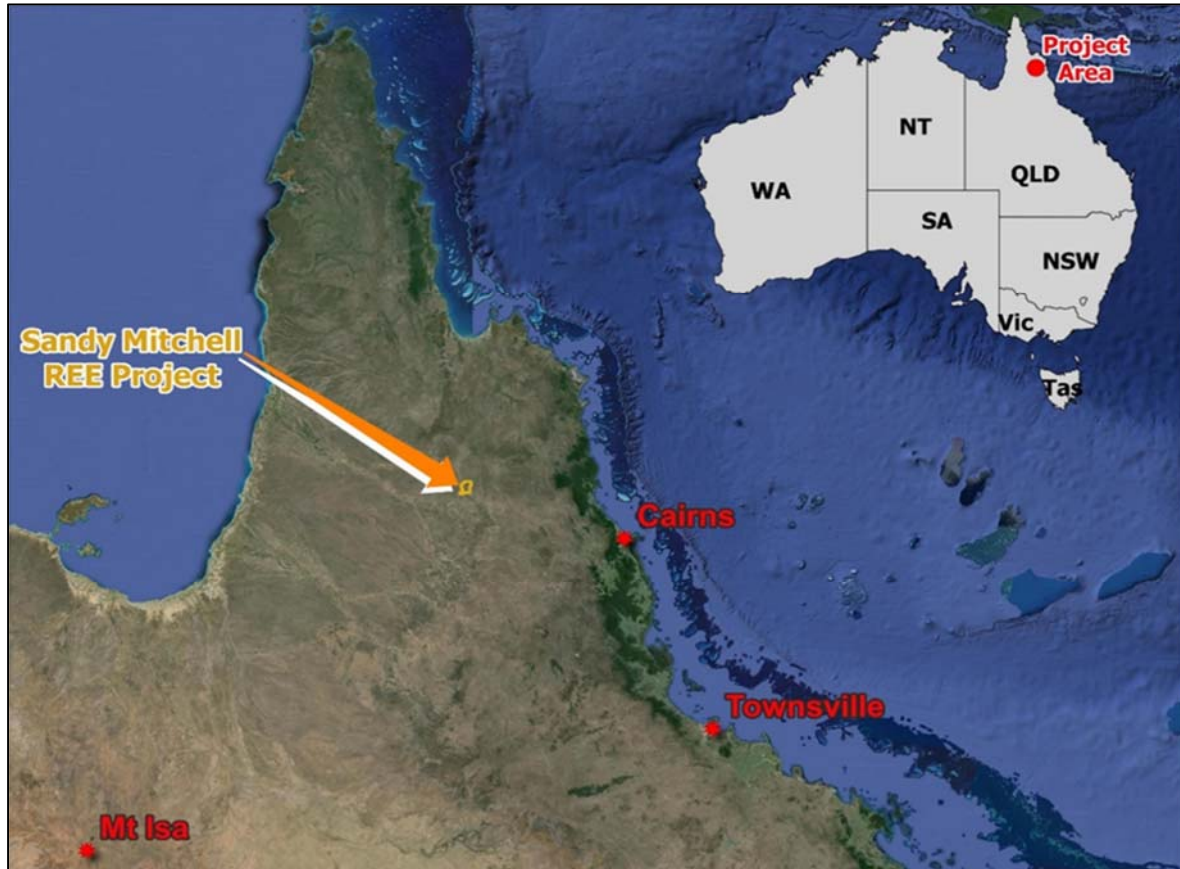 Project
Area
NT
QLD
WA
SA
NSW
Vic
Tas
Sandy Mitchell
REE Project
Cairns
Townsville
Mt Isa